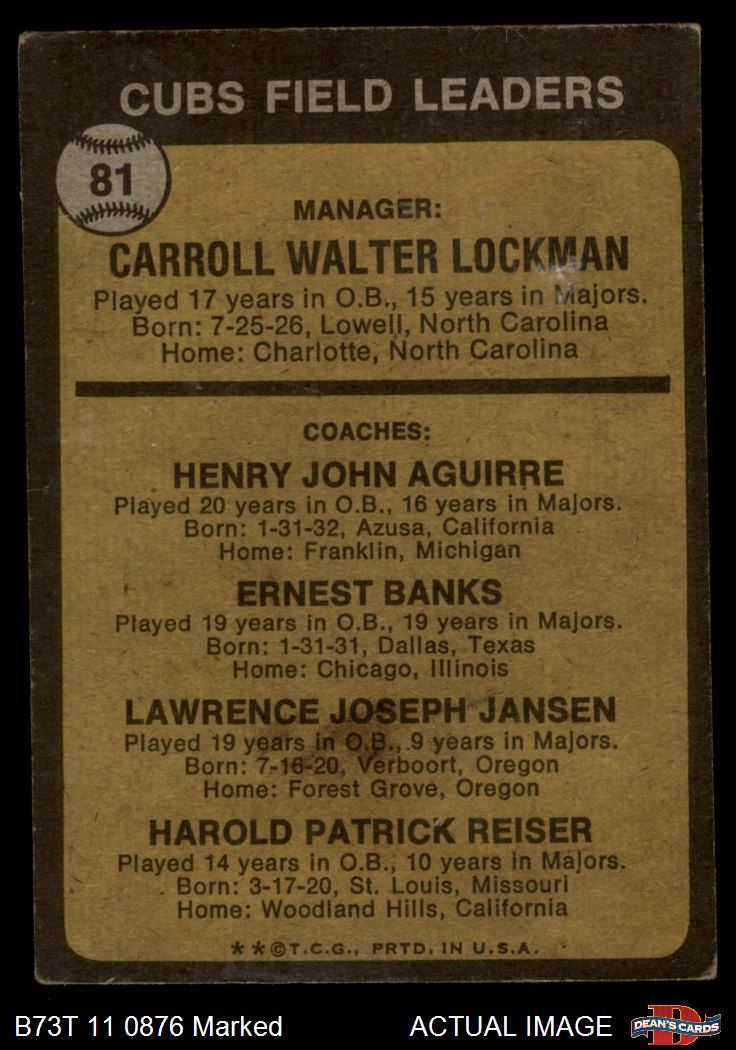 CUBS FIELD LEADERS
81
MANAGER:
CARROLL WALTER LOCKMAN
Played 17 years in O.B., 15 years in Majors.
Born: 7-25-26, Lowell, North Carolina
Home: Charlotte, North Carolina
COACHES:
HENRY JOHN AGUIRRE
Played 20 years in O.B., 16 years in Majors.
Born: 1-31-32, Azusa, California
Home: Franklin, Michigan
ERNEST BANKS
Played 19 years in O.B., 19 years in Majors.
Born: 1-31-31, Dallas, Texas
Home: Chicago, Illinois
LAWRENCE JOSEPH JANSEN
Played 19 years in O.B., 9 years in Majors.
Born: 7-16-20, Verboort, Oregon
Home: Forest Grove, Oregon
HAROLD PATRICK REISER
Played 14 years in O.B., 10 years in Majors.
Born: 3-17-20, St. Louis, Missouri
Home: Woodland Hills, California
**©T.C.G., PRTD. IN U.S.A.
B73T 11 0876 Marked
ACTUAL IMAGE
DEAN'S CARDS